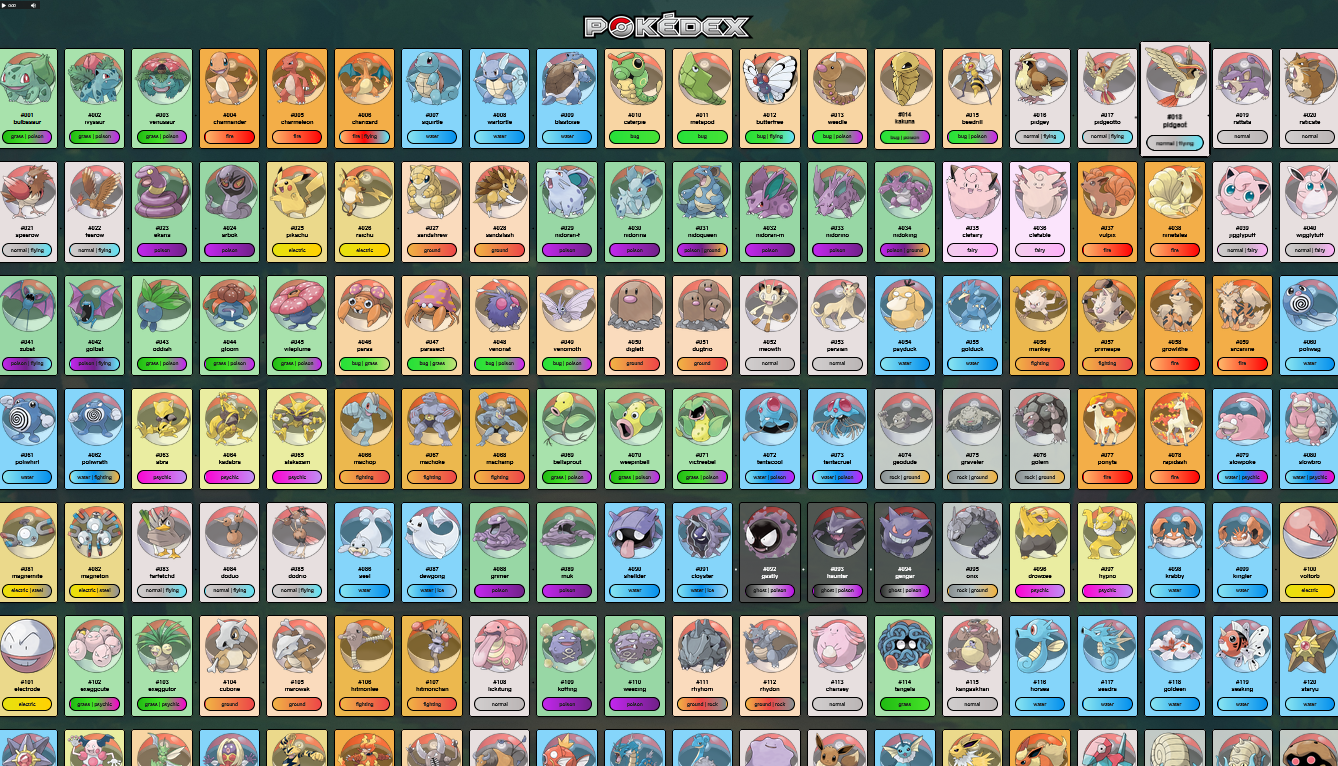 0:00
POKÉDEX
#001 #002 #003 #004 #005 #006 #007 #008 #009 #010 #011 #012 #013 #014 #015 #016 #017 #018 #019 #020
bulbasaur ivysaur venusaur charmander charmeleon charizard squirtle wartortle blastoise caterpie metapod butterfree weedle kakuna beedrill pidgey pidgeotto pidgeot rattata raticate
grass | poison grass | poison grass | poison fire fire fire | flying water water water bug bug bug | flying bug | poison bug | poison bug | poison normal | flying normal | flying normal | flying normal normal
#021 #022 #023 #024 #025 #026 #027 #028 #029 #030 #031 #032 #033 #034 #035 #036 #037 #038 #039 #040
spearow fearow ekans arbok pikachu raichu sandshrew sandslash nidoran-f nidorina nidoqueen nidoran-m nidorino nidoking clefairy clefable vulpix ninetales jigglypuff wigglytuff
normal | flying normal | flying poison poison electric electric ground ground poison poison poison | ground poison poison poison | ground fairy fairy fire fire normal | fairy normal | fairy
#041 #042 #043 #044 #045 #046 #047 #048 #049 #050 #051 #052 #053 #054 #055 #056 #057 #058 #059 #060
zubat golbat oddish gloom vileplume paras parasect venonat venomoth diglett dugtrio meowth persian psyduck golduck mankey primeape growlithe arcanine poliwag
poison | flying poison | flying grass | poison grass | poison grass | poison bug | grass bug | grass bug | poison bug | poison ground ground normal normal water water fighting fighting fire fire water
#061 #062 #063 #064 #065 #066 #067 #068 #069 #070 #071 #072 #073 #074 #075 #076 #077 #078 #079 #080
poliwhirl poliwrath abra kadabra alakazam machop machoke machamp bellsprout weepinbell victreebel tentacool tentacruel geodude graveler golem ponyta rapidash slowpoke slowbro
water water | fighting psychic psychic psychic fighting fighting fighting grass | poison grass | poison grass | poison water | poison water | poison rock | ground rock | ground rock | ground fire fire water | psychic water | psychic
#081 #082 #083 #084 #085 #086 #087 #088 #089 #090 #091 #092 #093 #094 #095 #096 #097 #098 #099 #100
magnemite magneton farfetchd doduo dodrio seel dewgong grimer muk shellder cloyster gastly haunter gengar onix drowzee hypno krabby kingler voltorb
electric | steel electric | steel normal | flying normal | flying normal | flying water water | ice poison poison water water | ice ghost | poison ghost | poison ghost | poison rock | ground psychic psychic water water electric
#101 #102 #103 #104 #105 #106 #107 #108 #109 #110 #111 #112 #113 #114 #115 #116 #117 #118 #119 #120
electrode exeggcute exeggutor cubone marowak hitmonlee hitmonchan lickitung koffing weezing rhyhorn rhydon chansey tangela kangaskhan horsea seadra goldeen seaking staryu
electric grass | psychic grass | psychic ground ground fighting fighting normal poison poison ground | rock ground | rock normal grass normal water water water water water